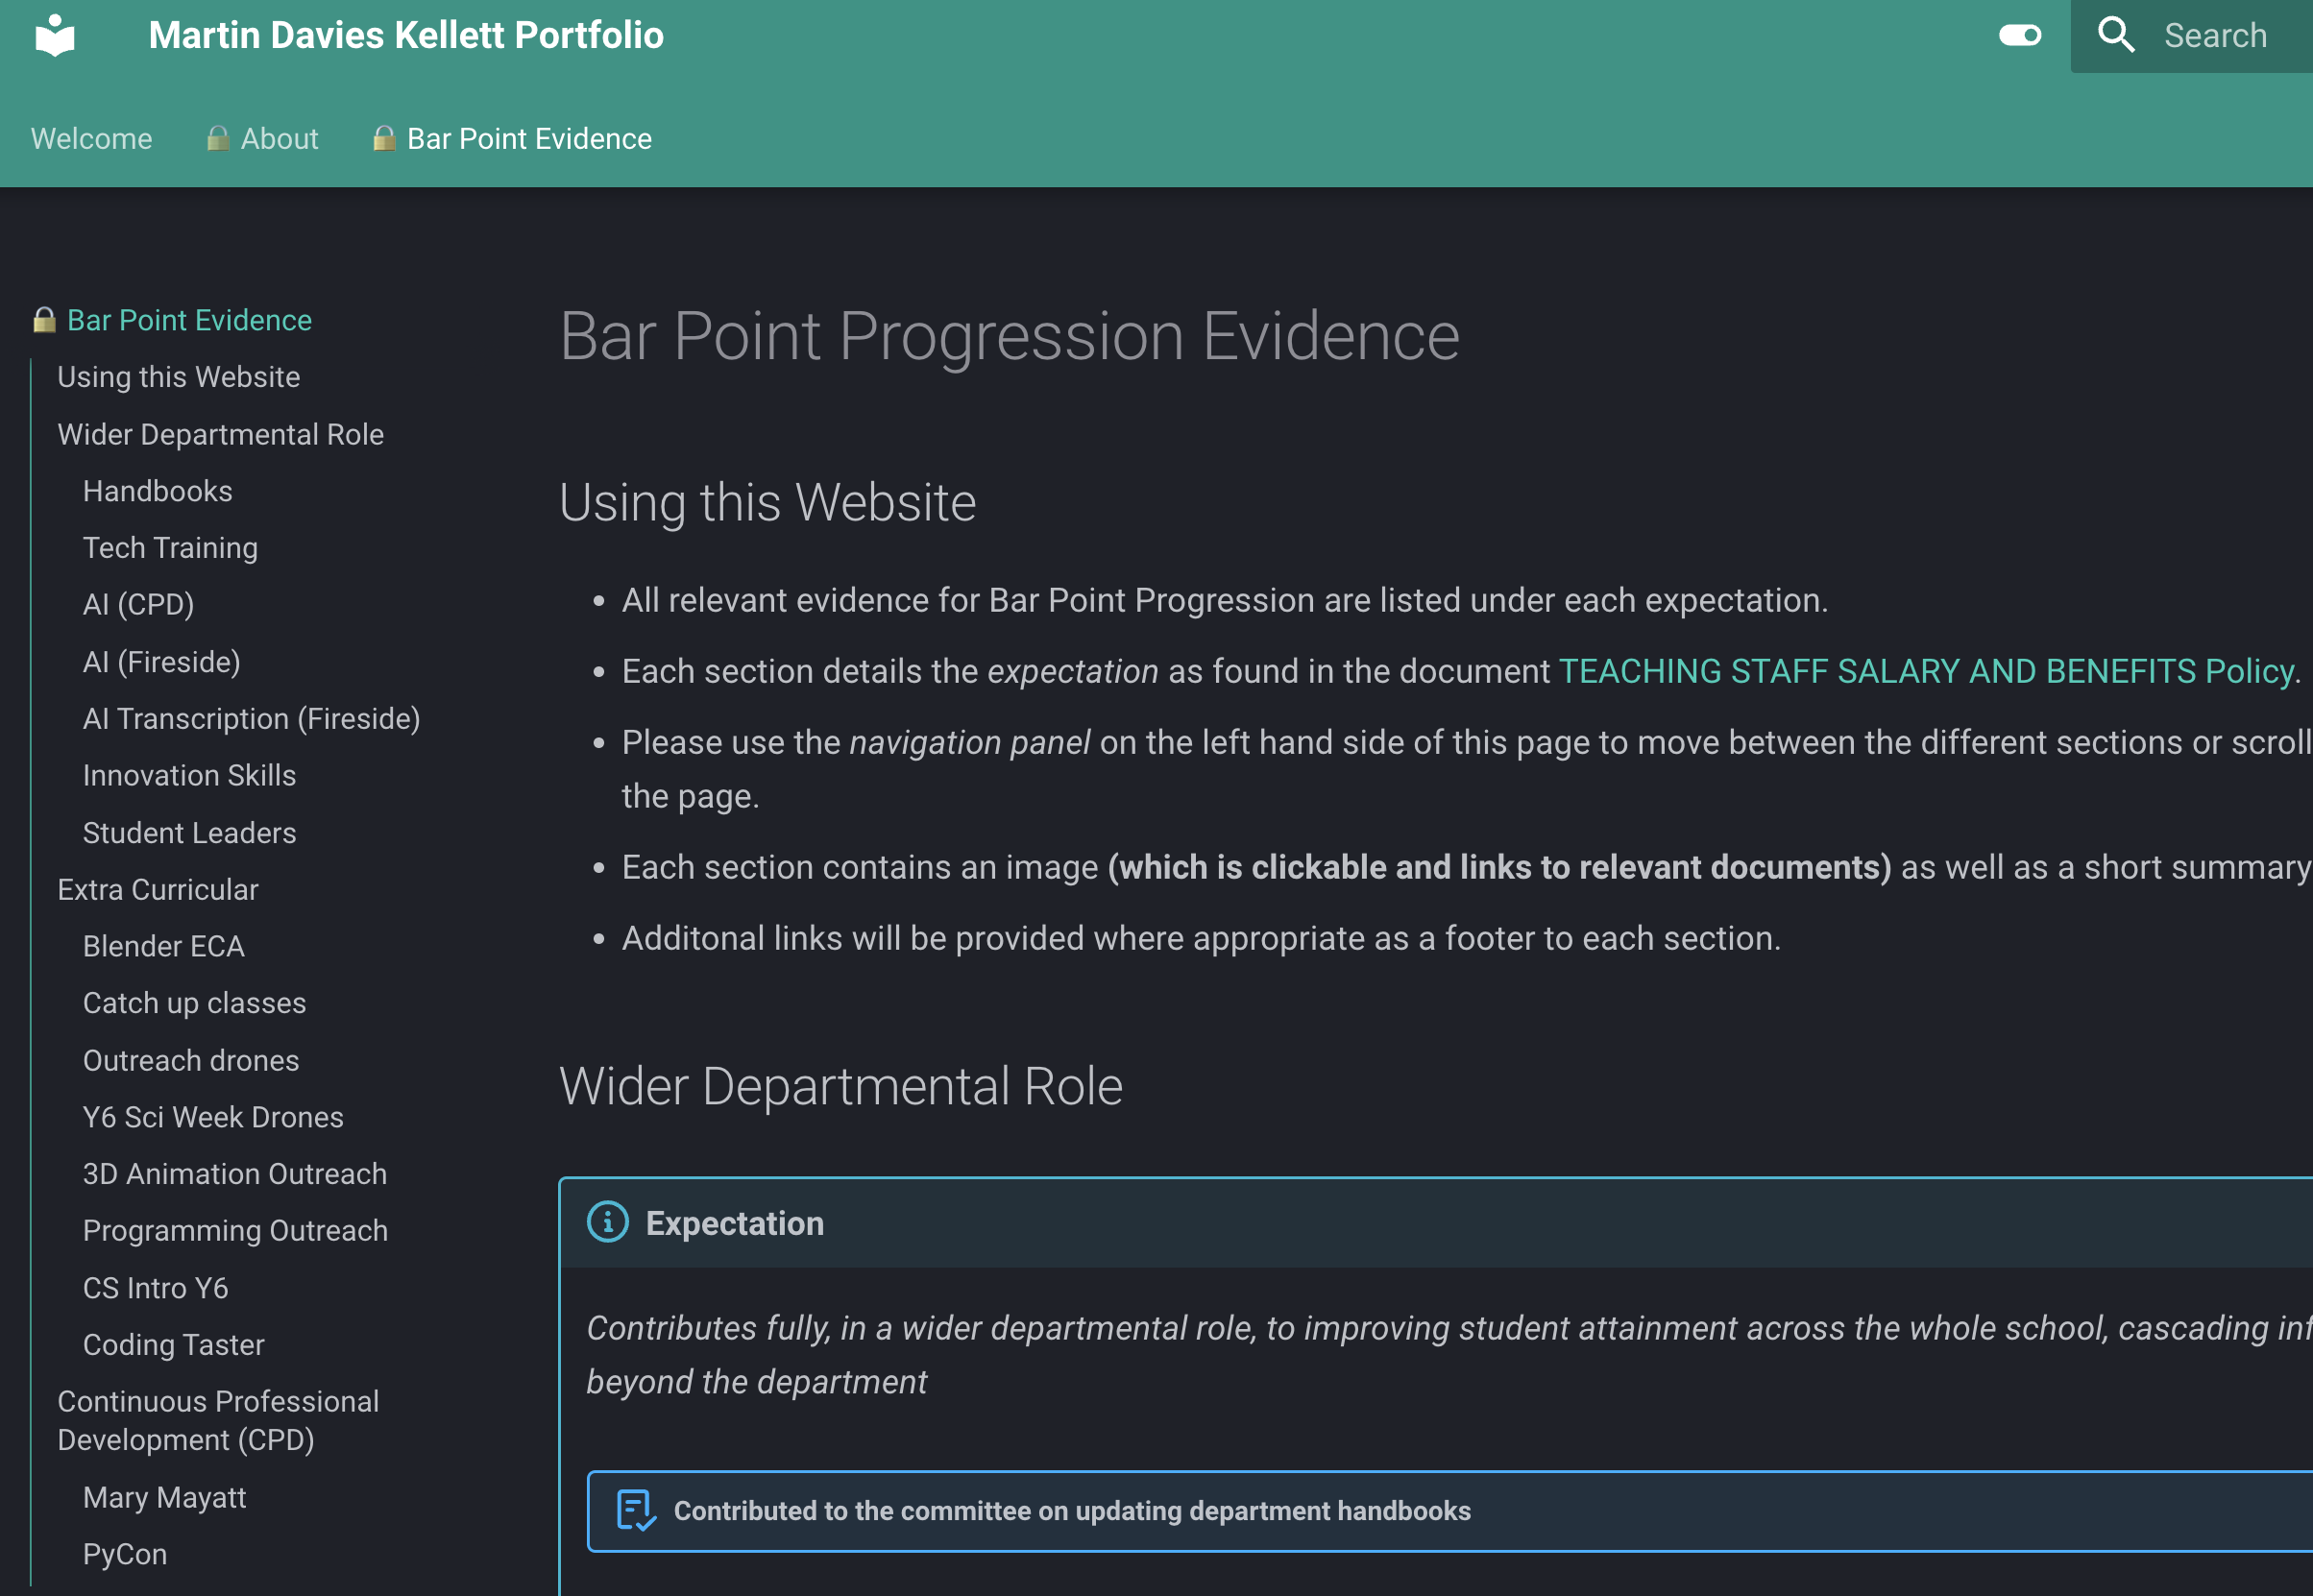 Martin Davies Kellett Portfolio
Search
Welcome
🔒 About
🔒 Bar Point Evidence
🔒 Bar Point Evidence
Using this Website
Wider Departmental Role
Handbooks
Tech Training
AI (CPD)
AI (Fireside)
AI Transcription (Fireside)
Innovation Skills
Student Leaders
Extra Curricular
Blender ECA
Catch up classes
Outreach drones
Y6 Sci Week Drones
3D Animation Outreach
Programming Outreach
CS Intro Y6
Coding Taster
Continuous Professional
Development (CPD)
Mary Mayatt
PyCon
Bar Point Progression Evidence
Using this Website
• All relevant evidence for Bar Point Progression are listed under each expectation.
• Each section details the expectation as found in the document TEACHING STAFF SALARY AND BENEFITS Policy.
• Please use the navigation panel on the left hand side of this page to move between the different sections or scroll
the page.
• Each section contains an image (which is clickable and links to relevant documents) as well as a short summary
• Additonal links will be provided where appropriate as a footer to each section.
Wider Departmental Role
Expectation
Contributes fully, in a wider departmental role, to improving student attainment across the whole school, cascading inf
beyond the department
Contributed to the committee on updating department handbooks